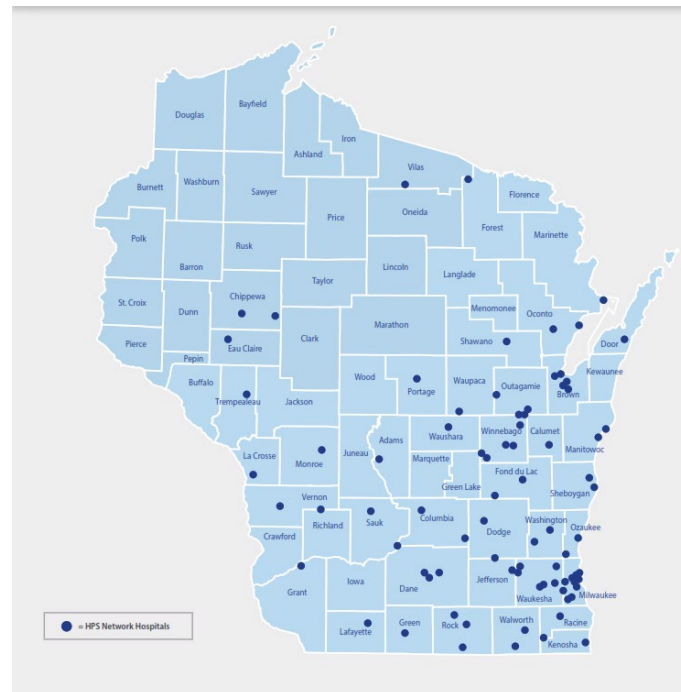 Douglas
Bayfield
Ashland
Iron
Vilas
Burnett
Washburn
Sawyer
Price
Oneida
Florence
Forest
Marinette
Polk
Barron
Rusk
Taylor
Lincoln
Langlade
St. Croix
Dunn
Chippewa
Clark
Marathon
Menomonee
Oconto
Shawano
Door
Pierce
Pepin
Eau Claire
Buffalo
Trempealeau
Jackson
Wood
Portage
Waupaca
Outagamie
Brown
Kewaunee
La Crosse
Monroe
Juneau
Adams
Waushara
Winnebago
Calumet
Manitowoc
Marquette
Green Lake
Fond du Lac
Sheboygan
Vernon
Crawford
Richland
Sauk
Columbia
Dodge
Washington
Ozaukee
Grant
Iowa
Dane
Jefferson
Waukesha
Milwaukee
Lafayette
Green
Rock
Walworth
Racine
Kenosha
= HPS Network Hospitals